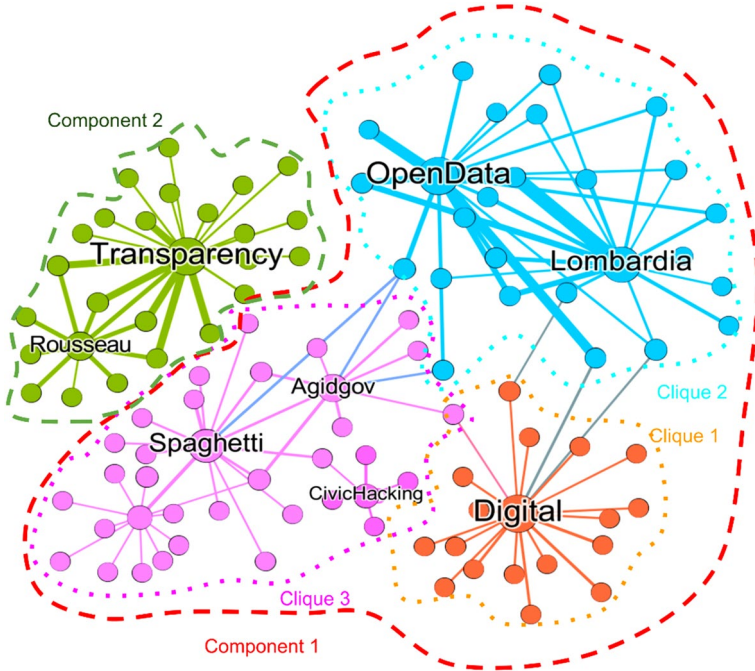 Component 2
OpenData
Transparency
Lombardia
Rousseau
Agidgov
Clique 2
Spaghetti
Clique 1
CivicHacking
Digital
Clique 3
Component 1